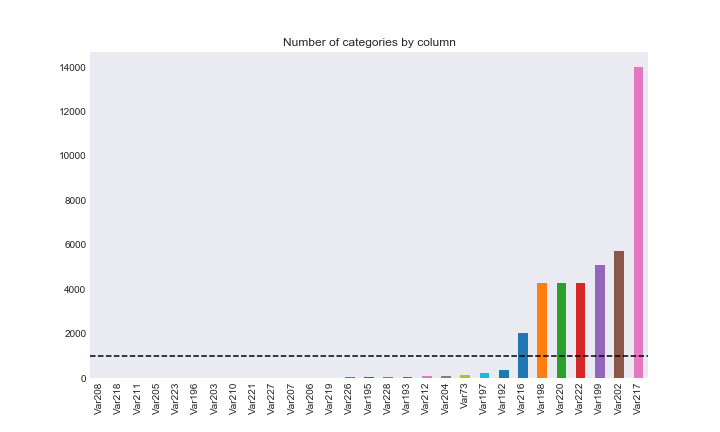 Number of categories by column
14000
12000
10000
8000
6000
4000
2000
0
Var208
Var218
Var211
Var205
Var223
Var196
Var203
Var210
Var221
Var227
Var207
Var206
Var219
Var226
Var195
Var228
Var193
Var212
Var204
Var73
Var197
Var192
Var216
Var198
Var220
Var222
Var199
Var202
Var217